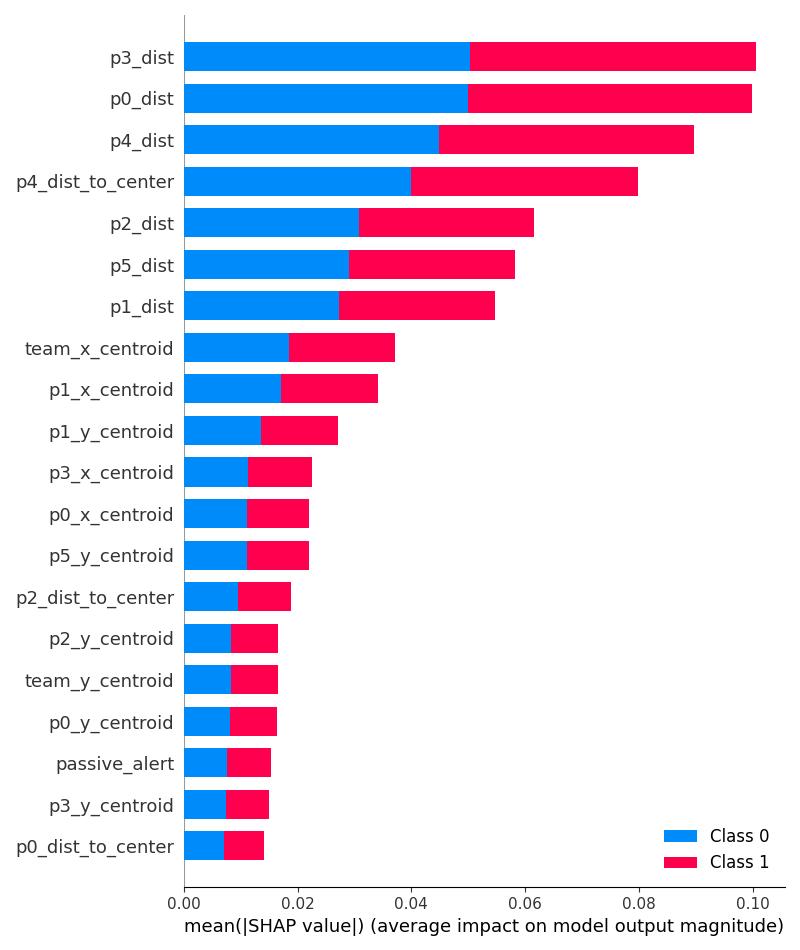 p3_dist
p0_dist
p4_dist
p4_dist_to_center
p2_dist
p5_dist
p1_dist
team_x_centroid
p1_x_centroid
p1_y_centroid
p3_x_centroid
p0_x_centroid
p5_y_centroid
p2_dist_to_center
p2_y_centroid
team_y_centroid
p0_y_centroid
passive_alert
p3_y_centroid
p0_dist_to_center
Class 0
Class 1
0.00 0.02 0.04 0.06 0.08 0.10
mean(|SHAP value|) (average impact on model output magnitude)